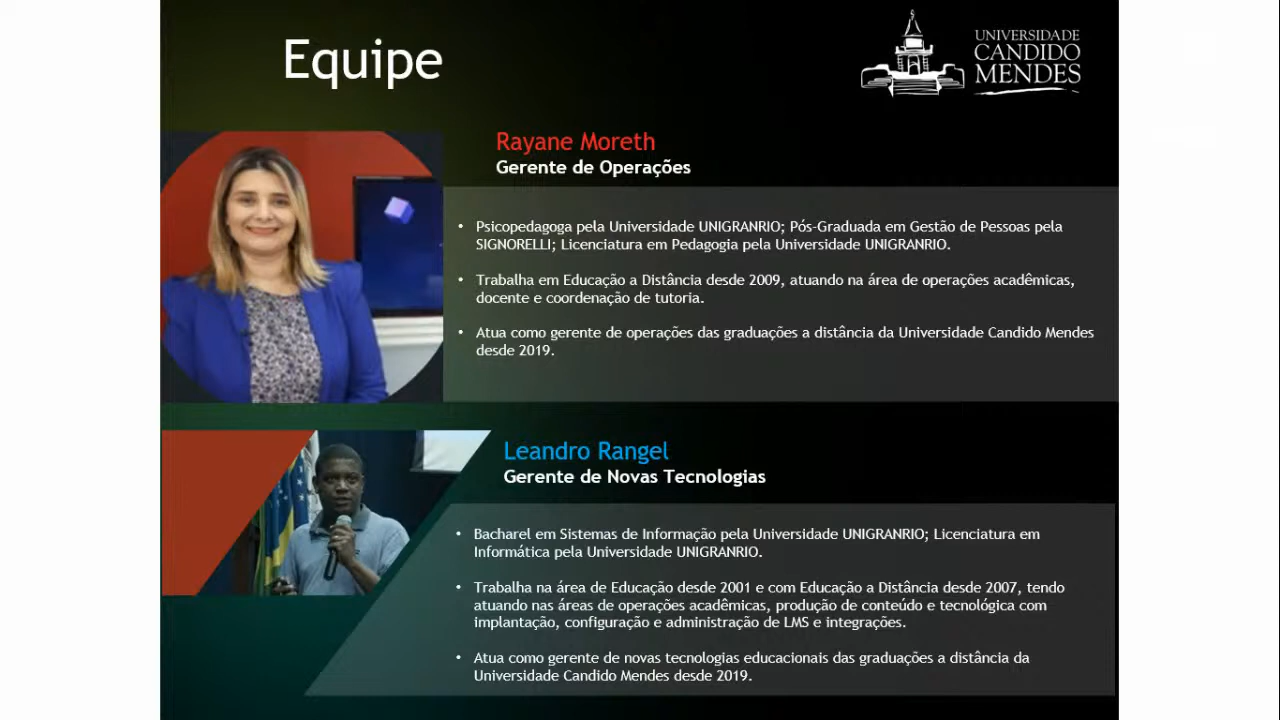 Equipe
UNIVERSIDADE
CANDIDO
MENDES
Rayane Moreth
Gerente de Operações
• Psicopedagoga pela Universidade UNIGRANRIO; Pós-Graduada em Gestão de Pessoas pela
SIGNORELLI; Licenciatura em Pedagogia pela Universidade UNIGRANRIO.
• Trabalha em Educação a Distância desde 2009, atuando na área de operações acadêmicas,
docente e coordenação de tutoria.
• Atua como gerente de operações das graduações a distância da Universidade Candido Mendes
desde 2019.
Leandro Rangel
Gerente de Novas Tecnologias
• Bacharel em Sistemas de Informação pela Universidade UNIGRANRIO; Licenciatura em
Informática pela Universidade UNIGRANRIO.
• Trabalha na área de Educação desde 2001 e com Educação a Distância desde 2007, tendo
atuando nas áreas de operações acadêmicas, produção de conteúdo e tecnológica com
implantação, configuração e administração de LMS e integrações.
• Atua como gerente de novas tecnologias educacionais das graduações a distância da
Universidade Candido Mendes desde 2019.